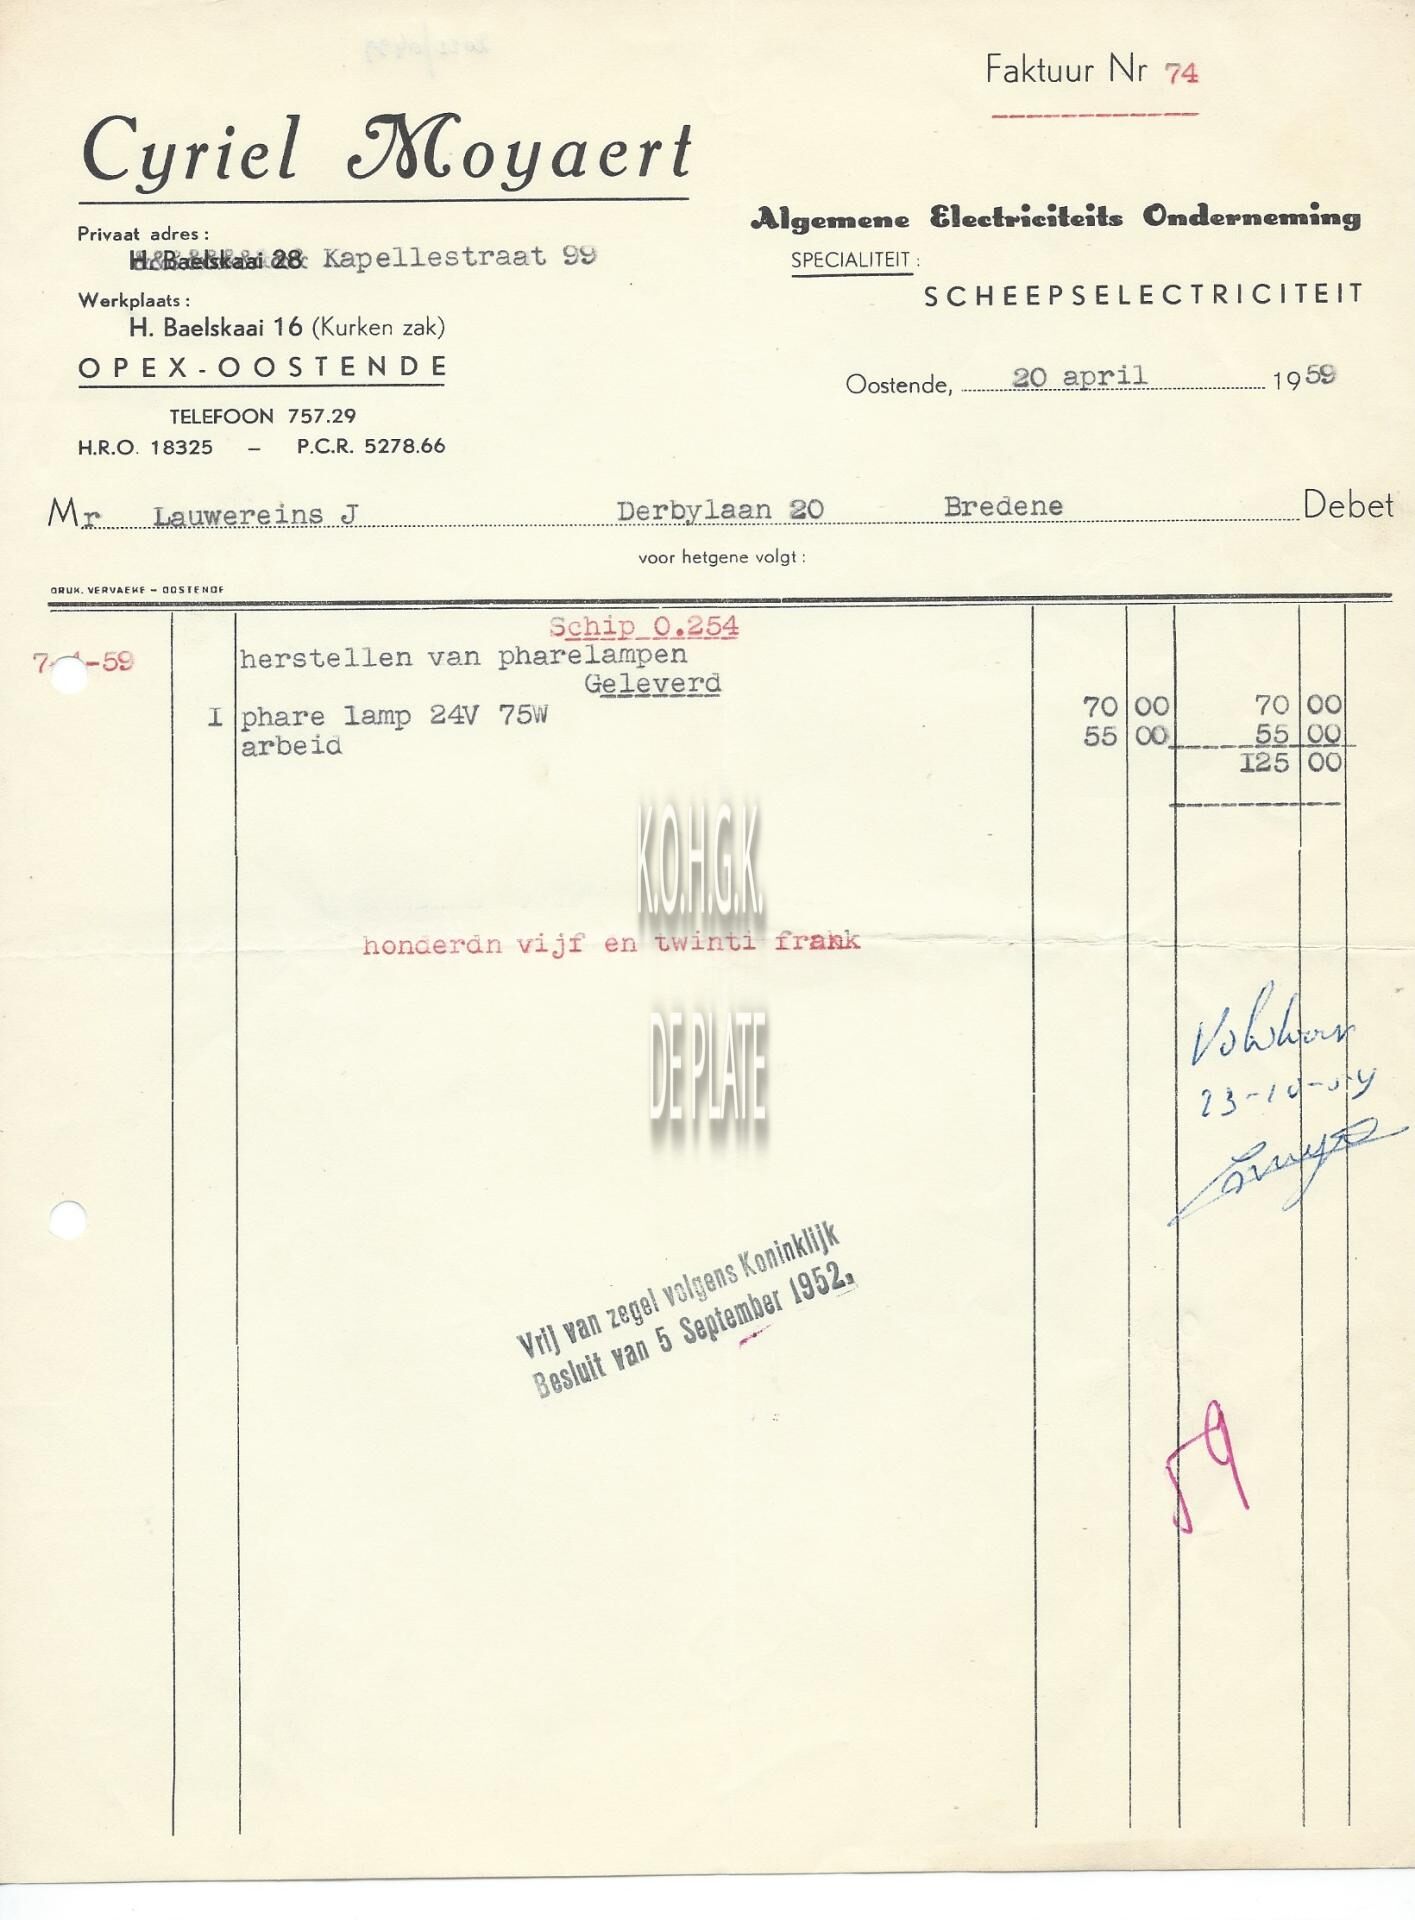 Faktuur Nr 74
Cyriel Moyaert
Privaat adres :
H. Baelskaai 28 Kapellestraat 99
Werkplaats :
H. Baelskaai 16 (Kurken zak)
OPEX-OOSTENDE
TELEFOON 757.29
H.R.O. 18325 – P.C.R. 5278.66
Algemene Electriciteits Onderneming
SPECIALITEIT :
SCHEEPSELECTRICITEIT
Oostende, 20 april 1959
Mr Lauwereins J Derbylaan 20 Bredene Debet
voor hetgene volgt :
DRUK. VERVAEKE – OOSTENDE
Schip O.254
7- -59 herstellen van pharelampen
Geleverd
I phare lamp 24V 75W 70 00 70 00
arbeid 55 00 55 00
125 00
K.O.H.G.K.
honderdn vijf en twinti frank
DE PLATE
Voldaan
Vrij van zegel volgens Koninklijk
Besluit van 5 September 1952.
59